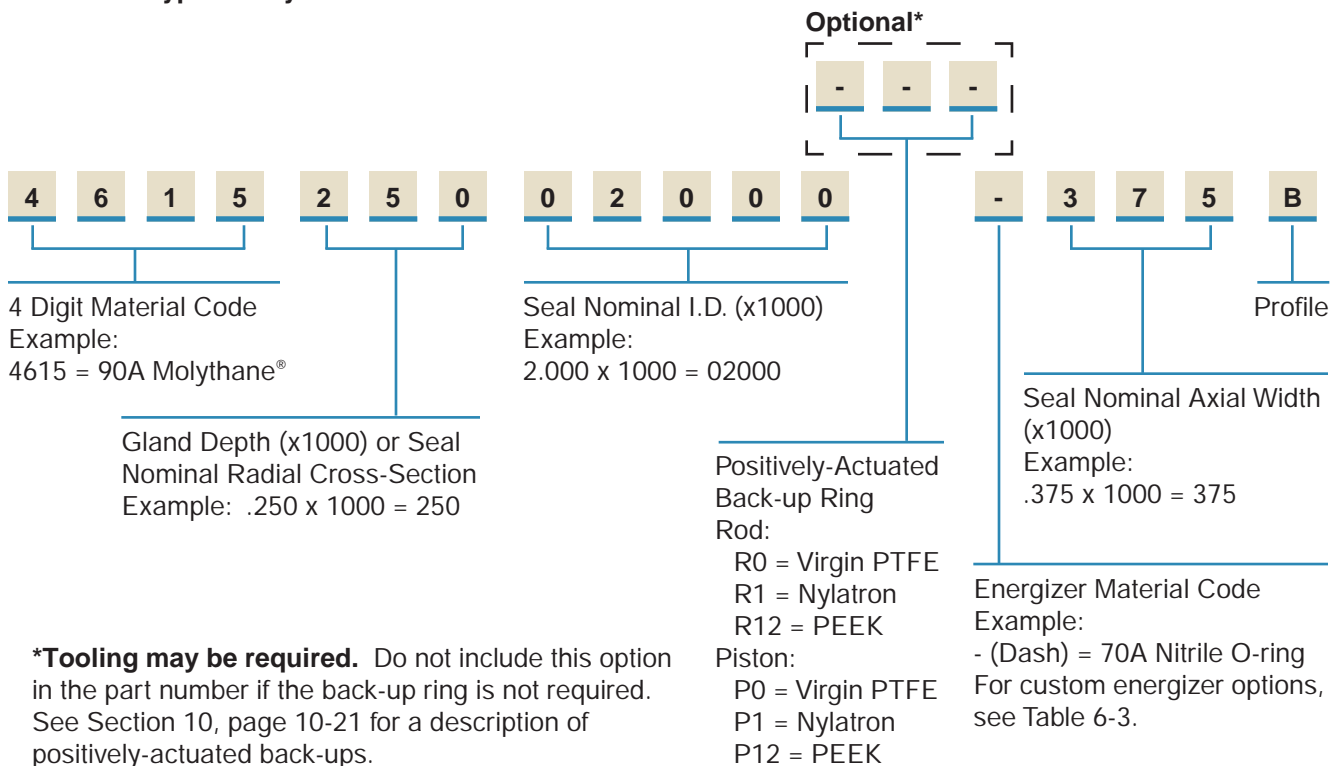 Optional*
- - -
4 6 1 5 2 5 0 0 2 0 0 0 - 3 7 5 B
4 Digit Material Code
Example:
4615 = 90A Molythane®
Gland Depth (x1000) or Seal
Nominal Radial Cross-Section
Example: .250 x 1000 = 250
Seal Nominal I.D. (x1000)
Example:
2.000 x 1000 = 02000
Positively-Actuated
Back-up Ring
Rod:
R0 = Virgin PTFE
R1 = Nylatron
R12 = PEEK
Piston:
P0 = Virgin PTFE
P1 = Nylatron
P12 = PEEK
Profile
Seal Nominal Axial Width
(x1000)
Example:
.375 x 1000 = 375
Energizer Material Code
Example:
- (Dash) = 70A Nitrile O-ring
For custom energizer options,
see Table 6-3.
*Tooling may be required. Do not include this option
in the part number if the back-up ring is not required.
See Section 10, page 10-21 for a description of
positively-actuated back-ups.